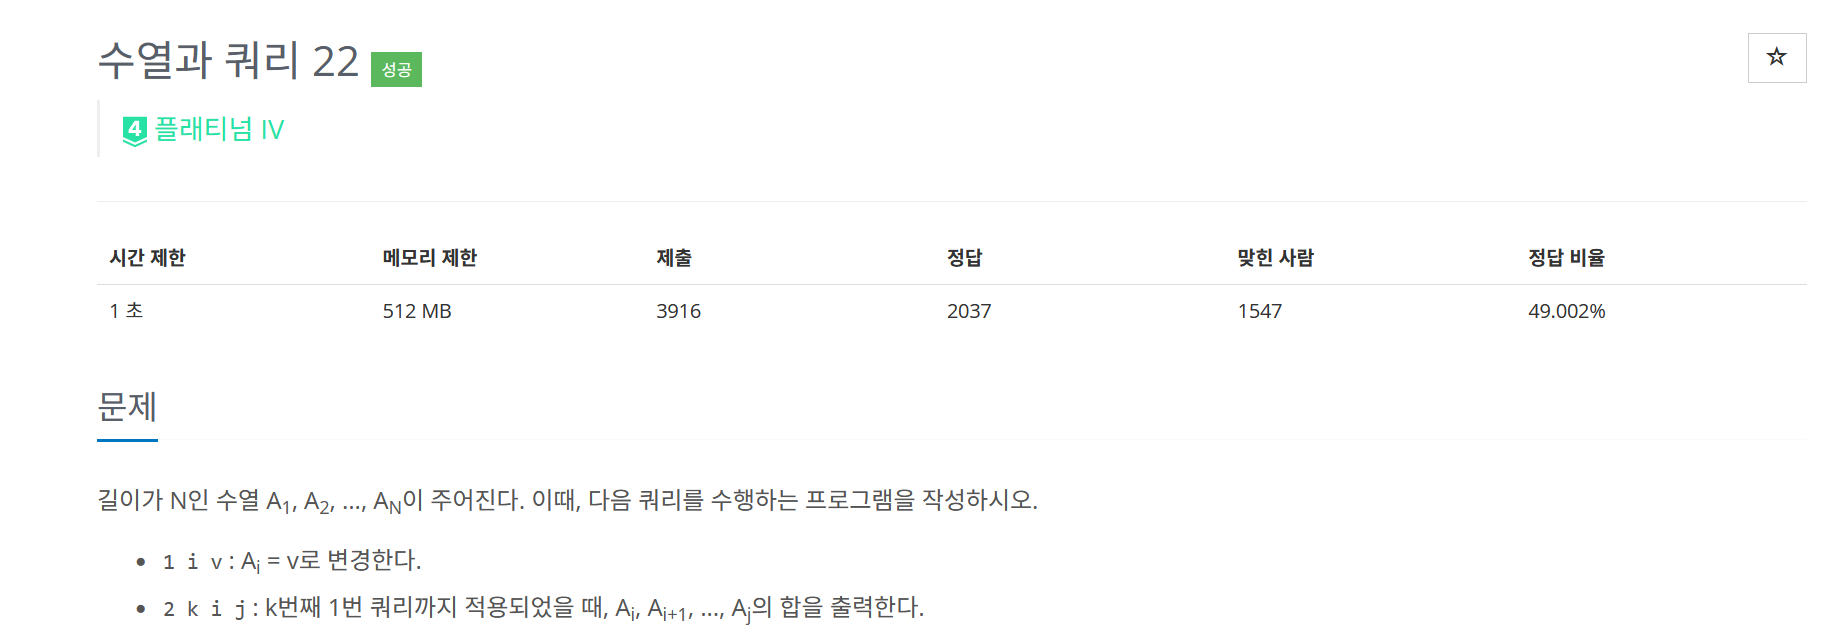 수열과 쿼리 22 성공
☆
4 플래티넘 IV
시간 제한 메모리 제한 제출 정답 맞힌 사람 정답 비율
1 초 512 MB 3916 2037 1547 49.002%
문제
길이가 N인 수열 A1, A2, ..., AN이 주어진다. 이때, 다음 쿼리를 수행하는 프로그램을 작성하시오.
• 1 i v : Ai = v로 변경한다.
• 2 k i j : k번째 1번 쿼리까지 적용되었을 때, Ai, Ai+1, ..., Aj의 합을 출력한다.